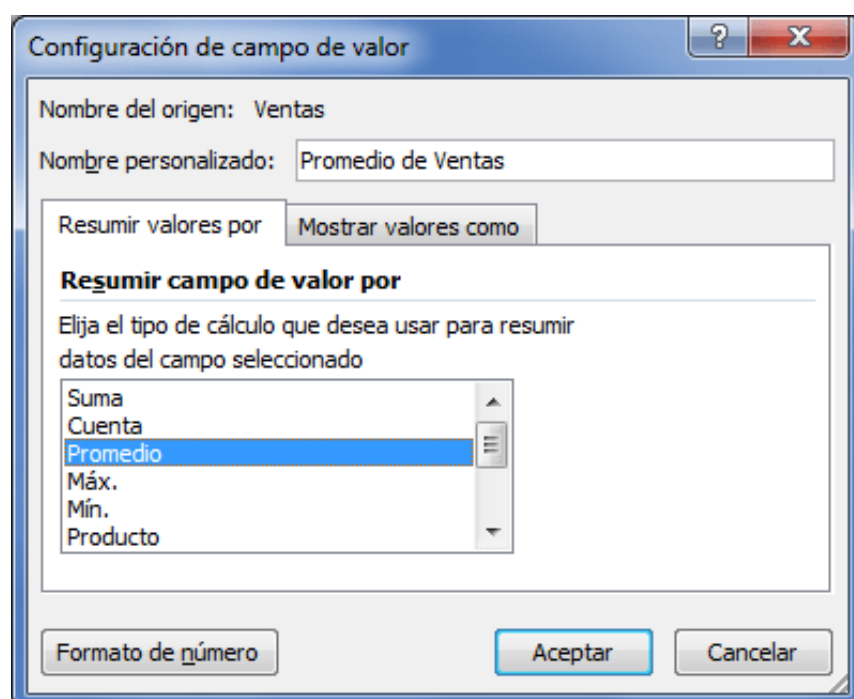 Configuración de campo de valor
Nombre del origen: Ventas
Nombre personalizado: Promedio de Ventas
Resumir valores por Mostrar valores como
Resumir campo de valor por
Elija el tipo de cálculo que desea usar para resumir
datos del campo seleccionado
Suma
Cuenta
Promedio
Máx.
Mín.
Producto
Formato de número Aceptar Cancelar